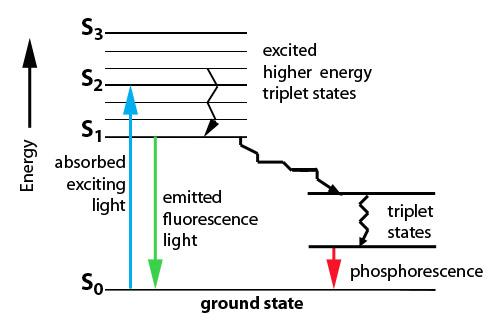 S3
S2
S1
S0
Energy
excited
higher energy
triplet states
absorbed
exciting
light
emitted
fluorescence
light
triplet
states
phosphorescence
ground state